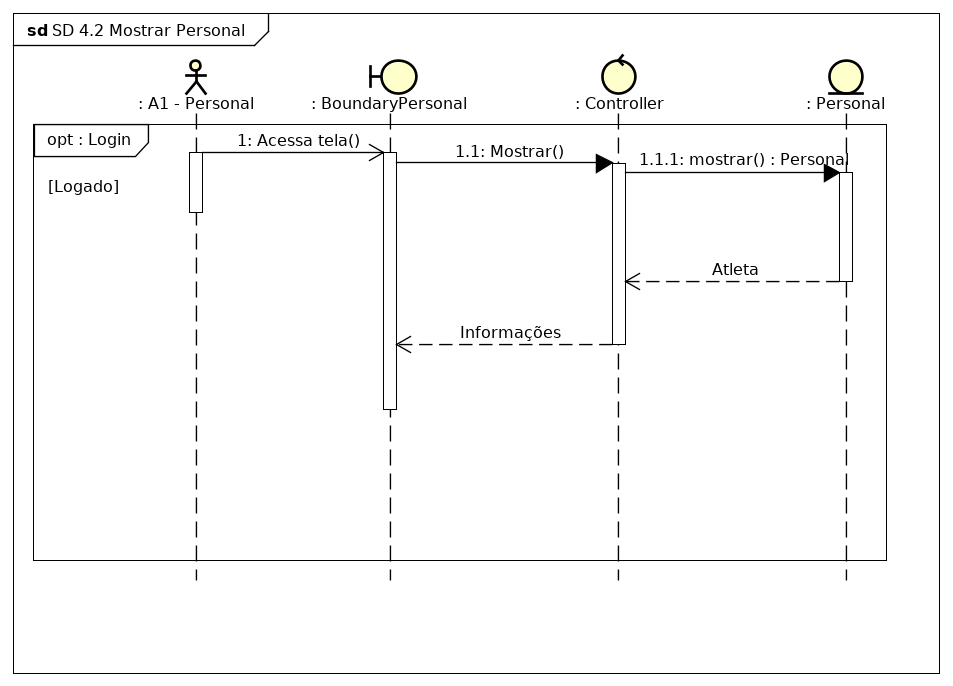 sd SD 4.2 Mostrar Personal
: A1 - Personal
: BoundaryPersonal
: Controller
: Personal
opt : Login
1: Acessa tela()
1.1: Mostrar()
1.1.1: mostrar() : Personal
[Logado]
Atleta
Informações